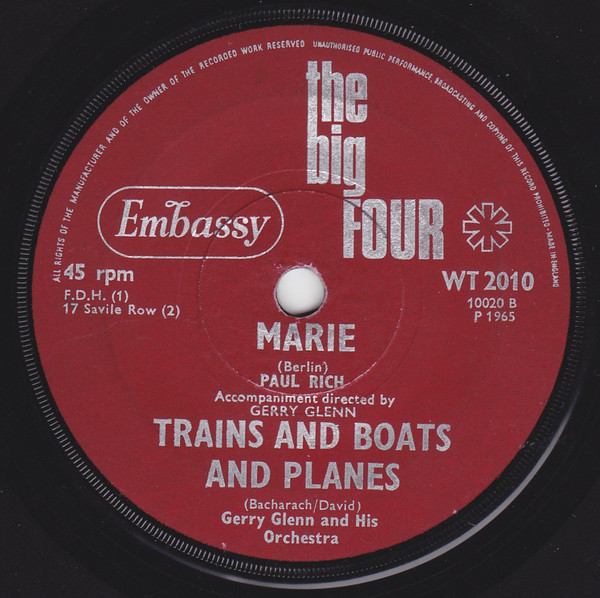 ALL RIGHTS OF THE MANUFACTURER AND OF THE OWNER OF THE RECORDED WORK RESERVED UNAUTHORISED PUBLIC PERFORMANCE, BROADCASTING AND COPYING OF THIS RECORD PROHIBITED · MADE IN ENGLAND
the
big
FOUR
Embassy
45 rpm
F.D.H. (1)
17 Savile Row (2)
WT 2010
10020 B
P 1965
MARIE
(Berlin)
PAUL RICH
Accompaniment directed by
GERRY GLENN
TRAINS AND BOATS
AND PLANES
(Bacharach/David)
Gerry Glenn and His
Orchestra